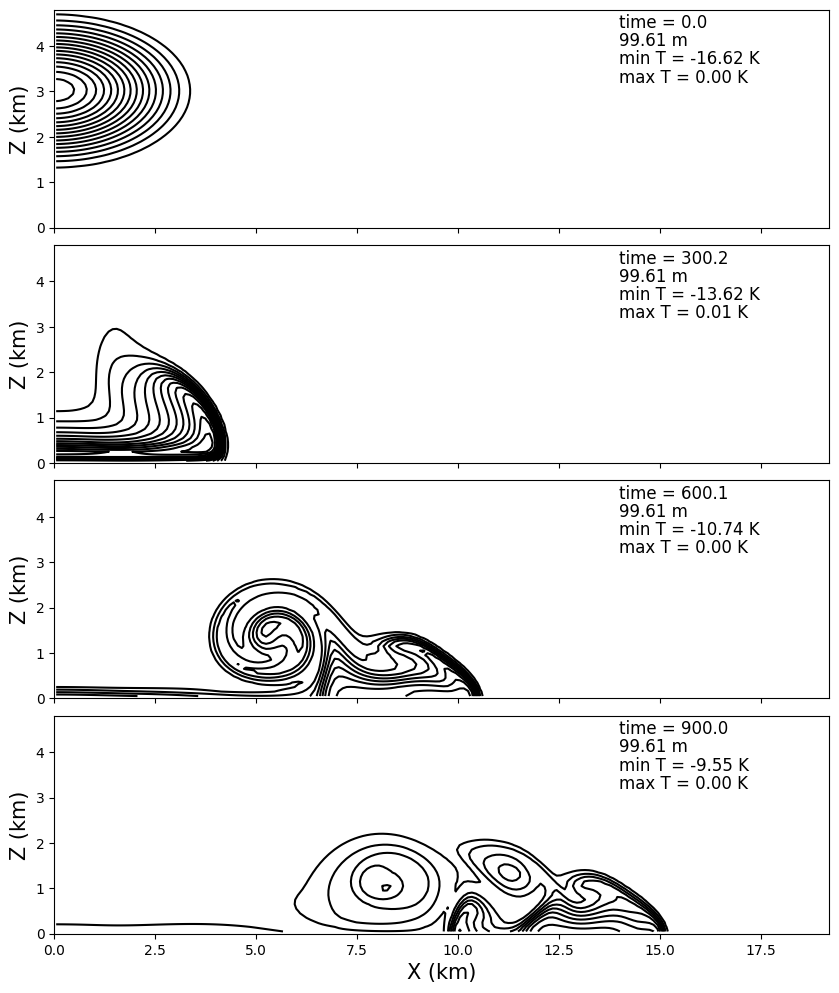 time = 0.0
99.61 m
min T = -16.62 K
max T = 0.00 K
Z (km)
4
3
2
1
0
time = 300.2
99.61 m
min T = -13.62 K
max T = 0.01 K
Z (km)
4
3
2
1
0
time = 600.1
99.61 m
min T = -10.74 K
max T = 0.00 K
Z (km)
4
3
2
1
0
time = 900.0
99.61 m
min T = -9.55 K
max T = 0.00 K
Z (km)
4
3
2
1
0
0.0 2.5 5.0 7.5 10.0 12.5 15.0 17.5
X (km)